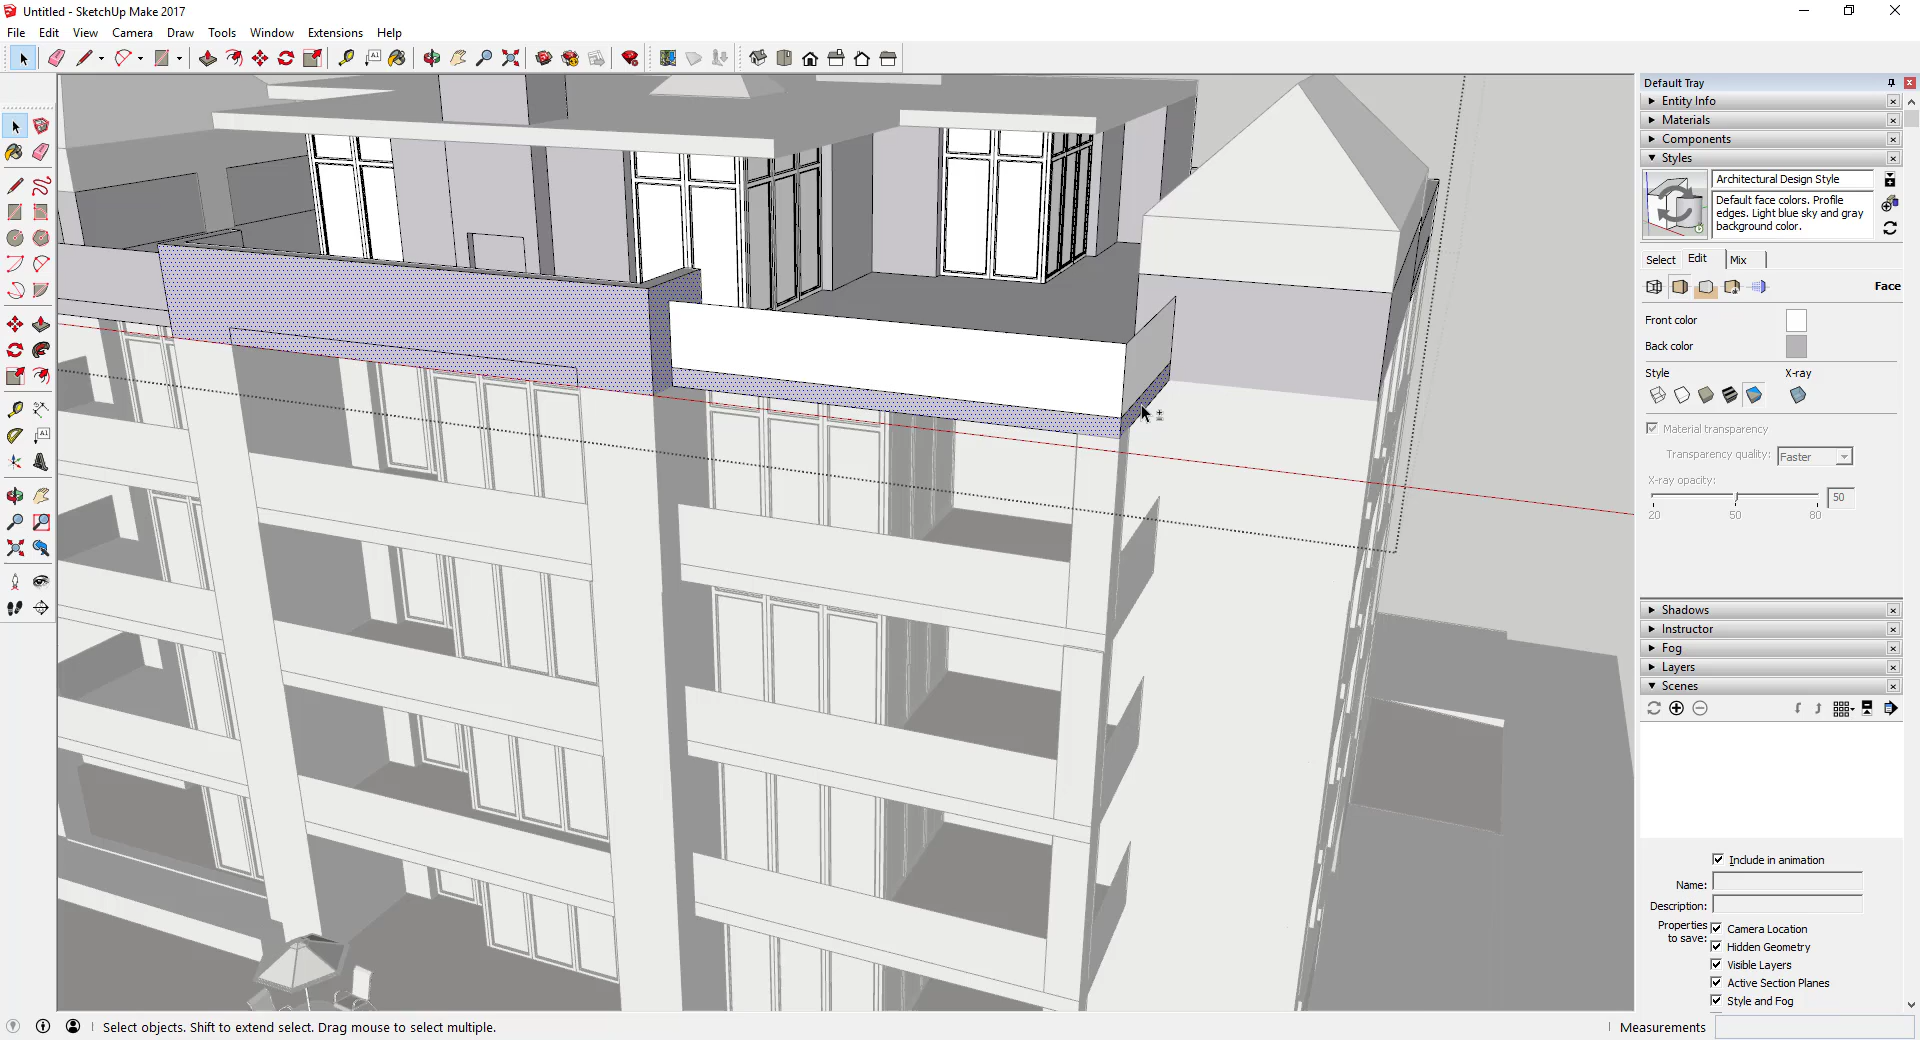 Untitled - SketchUp Make 2017
File Edit View Camera Draw Tools Window Extensions Help
Default Tray
Entity Info
Materials
Components
Styles
Architectural Design Style
Default face colors. Profile
edges. Light blue sky and gray
background color.
Select Edit Mix
Face
Front color
Back color
Style X-ray
Material transparency
Transparency quality: Faster
X-ray opacity:
50
20 50 80
Shadows
Instructor
Fog
Layers
Scenes
Include in animation
Name:
Description:
Properties
to save:
Camera Location
Hidden Geometry
Visible Layers
Active Section Planes
Style and Fog
Select objects. Shift to extend select. Drag mouse to select multiple.
Measurements